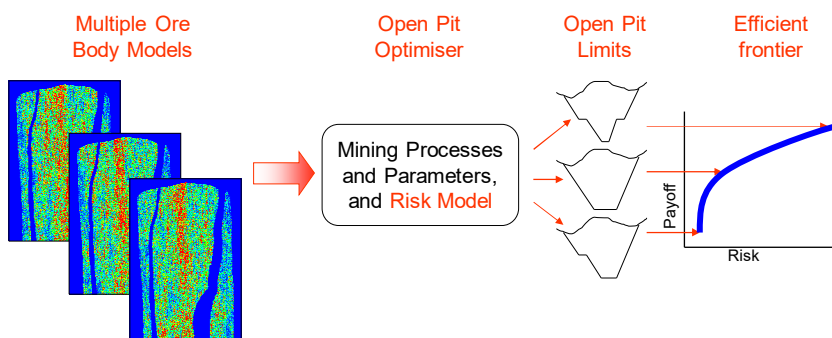 Multiple Ore
Body Models
Open Pit
Optimiser
Open Pit
Limits
Efficient
frontier
Mining Processes
and Parameters,
and Risk Model
Payoff
Risk